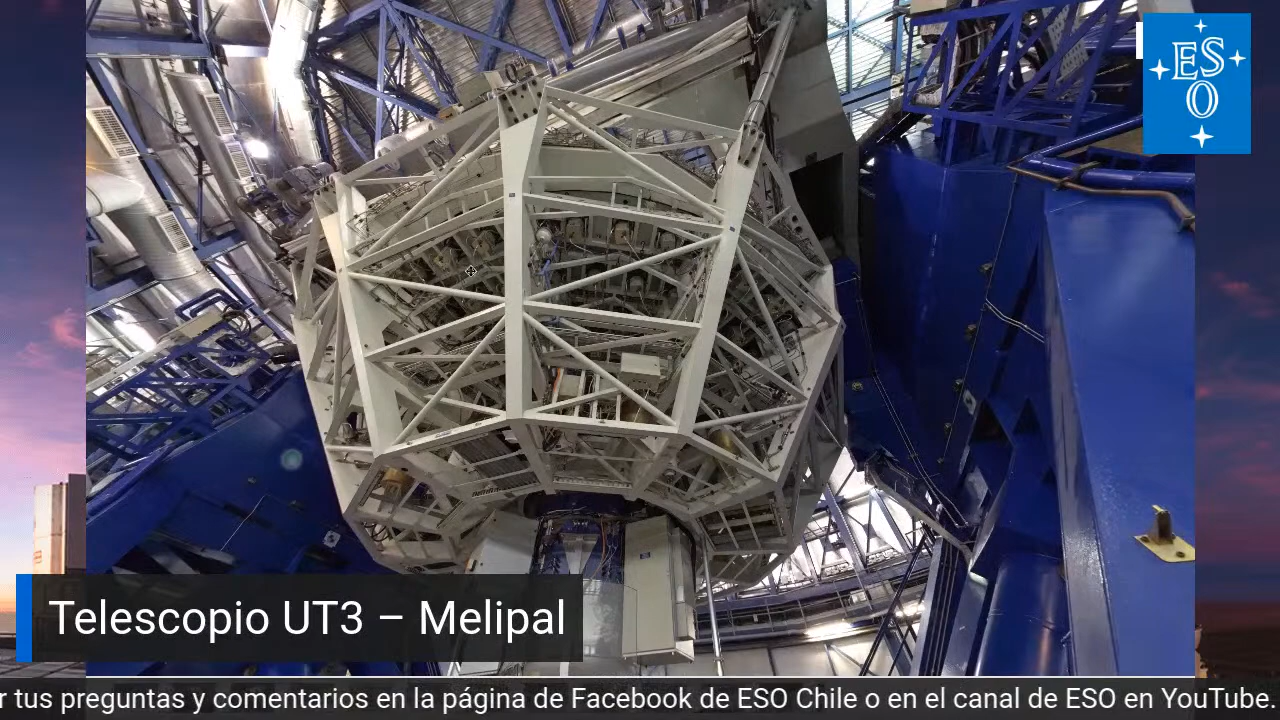 ESO
Telescopio UT3 – Melipal
r tus preguntas y comentarios en la página de Facebook de ESO Chile o en el canal de ESO en YouTube.